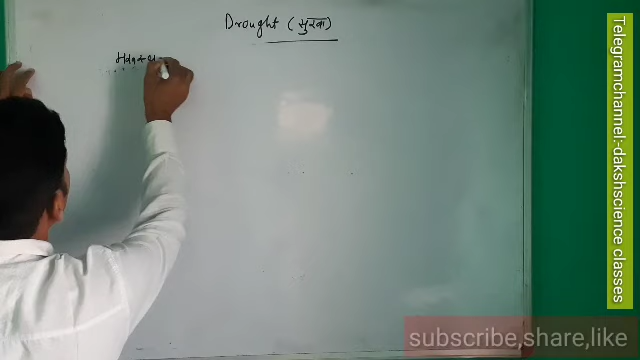 Drought (सुखा)
Telegramchannel:-dakshscience classes
subscribe,share,like